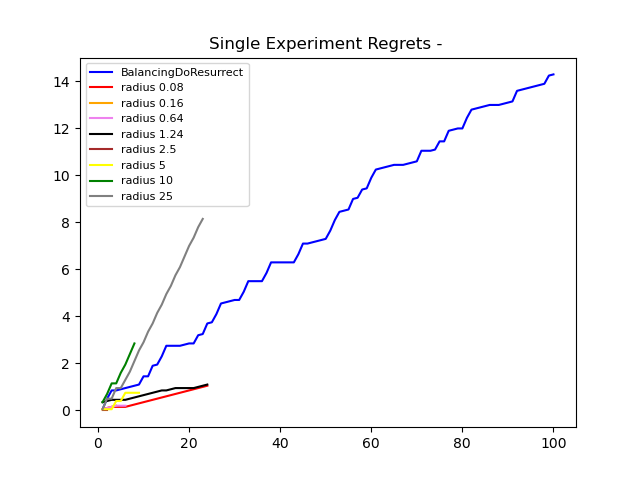 Single Experiment Regrets -
BalancingDoResurrect
radius 0.08
radius 0.16
radius 0.64
radius 1.24
radius 2.5
radius 5
radius 10
radius 25
14
12
10
8
6
4
2
0
0 20 40 60 80 100